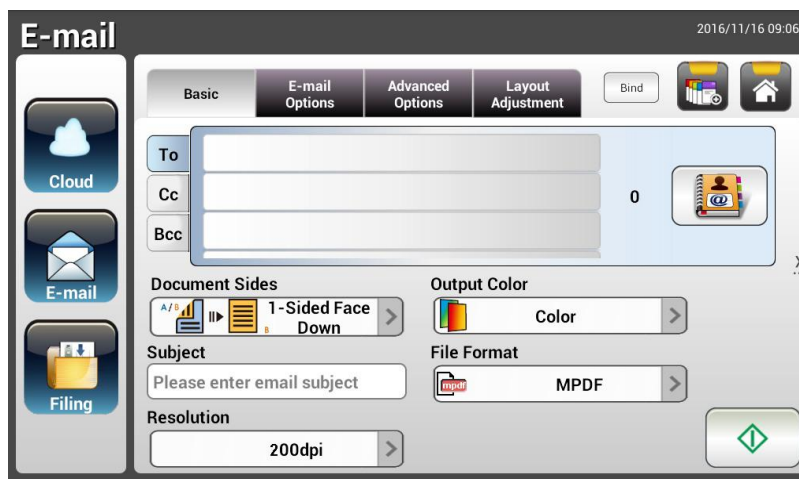 E-mail
2016/11/16 09:06
Cloud
E-mail
Filing
Basic
E-mail
Options
Advanced
Options
Layout
Adjustment
Bind
To
Cc
Bcc
0
@
Document Sides
A/B
B
1-Sided Face
Down
Output Color
Color
Subject
Please enter email subject
File Format
mpdf
MPDF
Resolution
200dpi